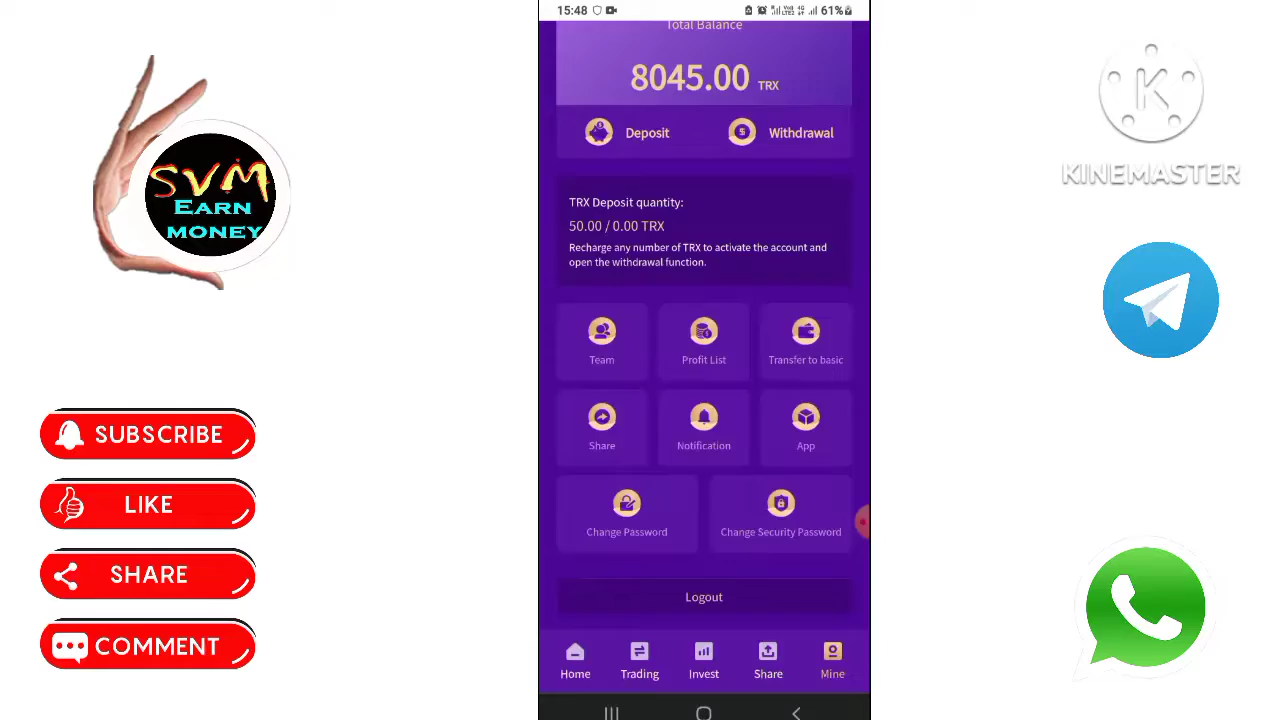 15:48
61%
Total Balance
8045.00 TRX
Deposit
Withdrawal
TRX Deposit quantity:
50.00 / 0.00 TRX
Recharge any number of TRX to activate the account and
open the withdrawal function.
Team
Profit List
Transfer to basic
Share
Notification
App
Change Password
Change Security Password
Logout
Home
Trading
Invest
Share
Mine
SVM
EARN
MONEY
SUBSCRIBE
LIKE
SHARE
COMMENT
K
KINEMASTER